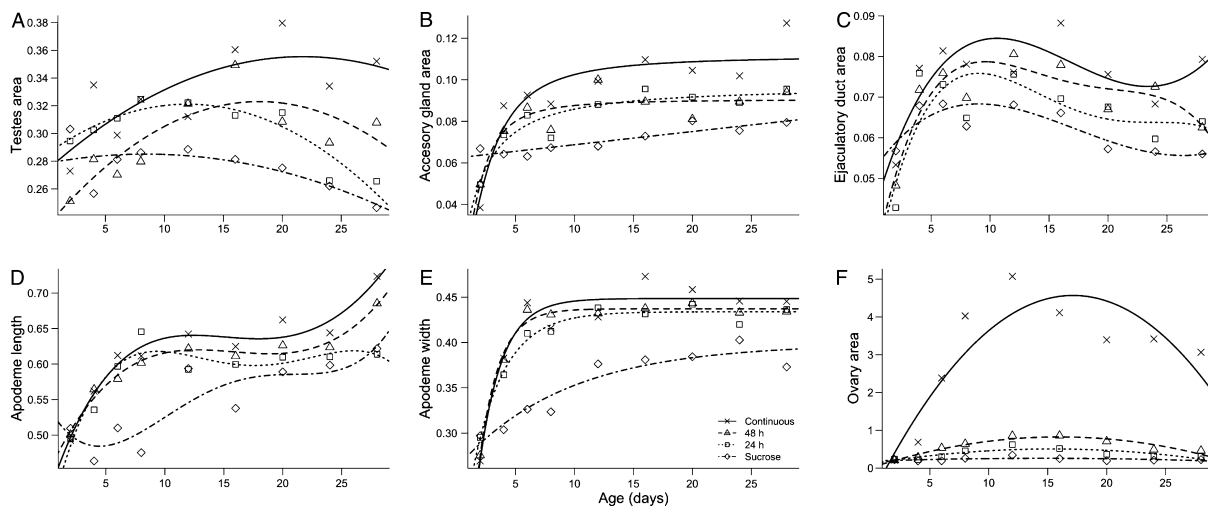 A
Testes area
0.38
0.36
0.34
0.32
0.30
0.28
0.26
5 10 15 20 25
B
Accesory gland area
0.12
0.10
0.08
0.06
0.04
5 10 15 20 25
C
Ejaculatory duct area
0.09
0.08
0.07
0.06
0.05
5 10 15 20 25
D
Apodeme length
0.70
0.65
0.60
0.55
0.50
5 10 15 20 25
E
Apodeme width
0.45
0.40
0.35
0.30
Continuous
48 h
24 h
Sucrose
5 10 15 20 25
Age (days)
F
Ovary area
5
4
3
2
1
0
5 10 15 20 25